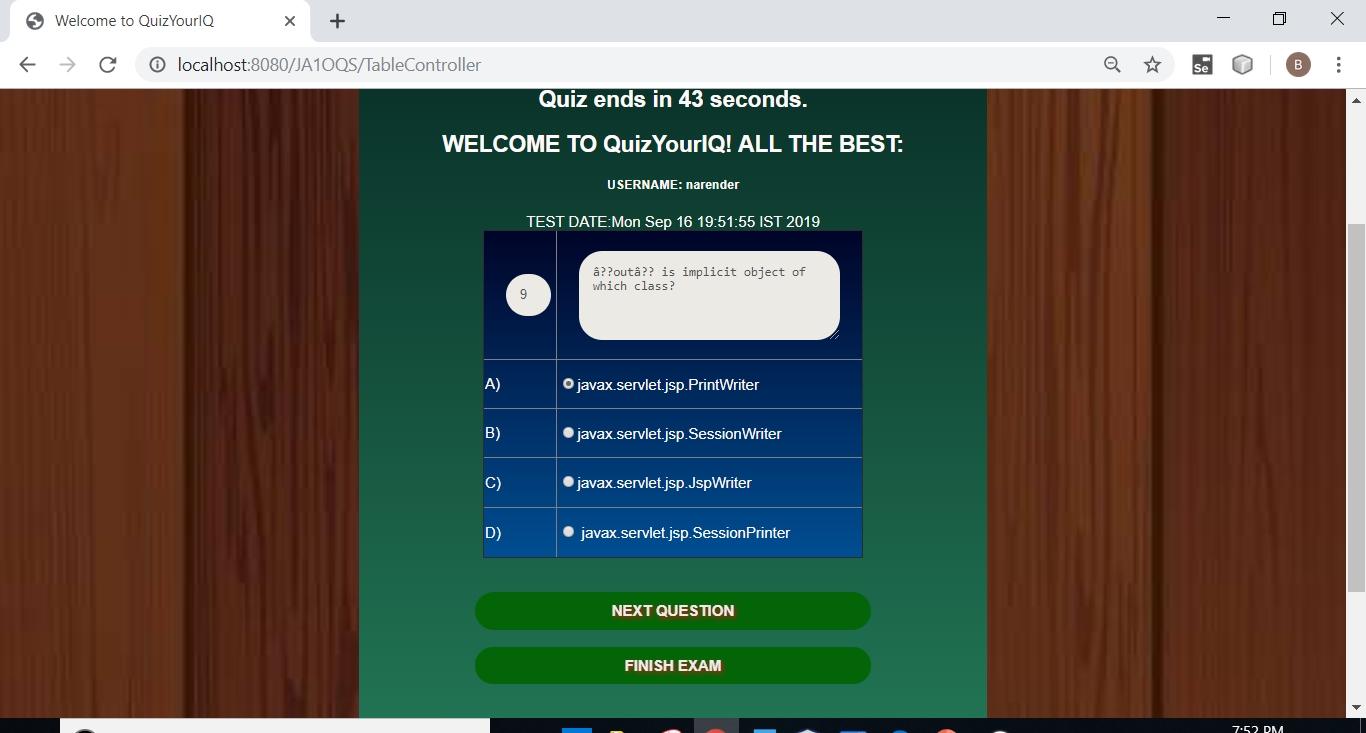 Welcome to QuizYourIQ
localhost:8080/JA1OQS/TableController
Se
B
Quiz ends in 43 seconds.
WELCOME TO QuizYourIQ! ALL THE BEST:
USERNAME: narender
TEST DATE:Mon Sep 16 19:51:55 IST 2019
9
â??outâ?? is implicit object of
which class?
A) javax.servlet.jsp.PrintWriter
B) javax.servlet.jsp.SessionWriter
C) javax.servlet.jsp.JspWriter
D) javax.servlet.jsp.SessionPrinter
NEXT QUESTION
FINISH EXAM
7:52 PM